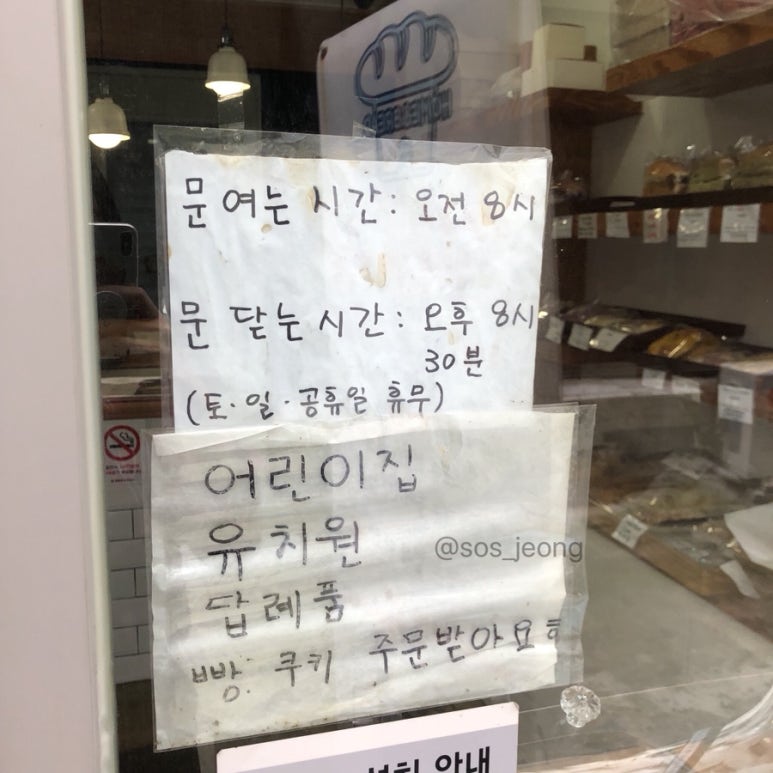 문 여는 시간: 오전 8시
문 닫는 시간: 오후 8시
30분
(토·일·공휴일 휴무)
어린이집
유치원
@sos_jeong
답례품
빵. 쿠키 주문받아요
안내